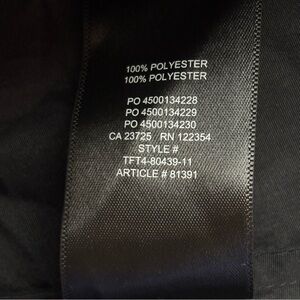 100% POLYESTER
100% POLYESTER
PO 4500134228
PO 4500134229
PO 4500134230
CA 23725 RN 122354
STYLE #
TFT4-80439-11
ARTICLE # 81391